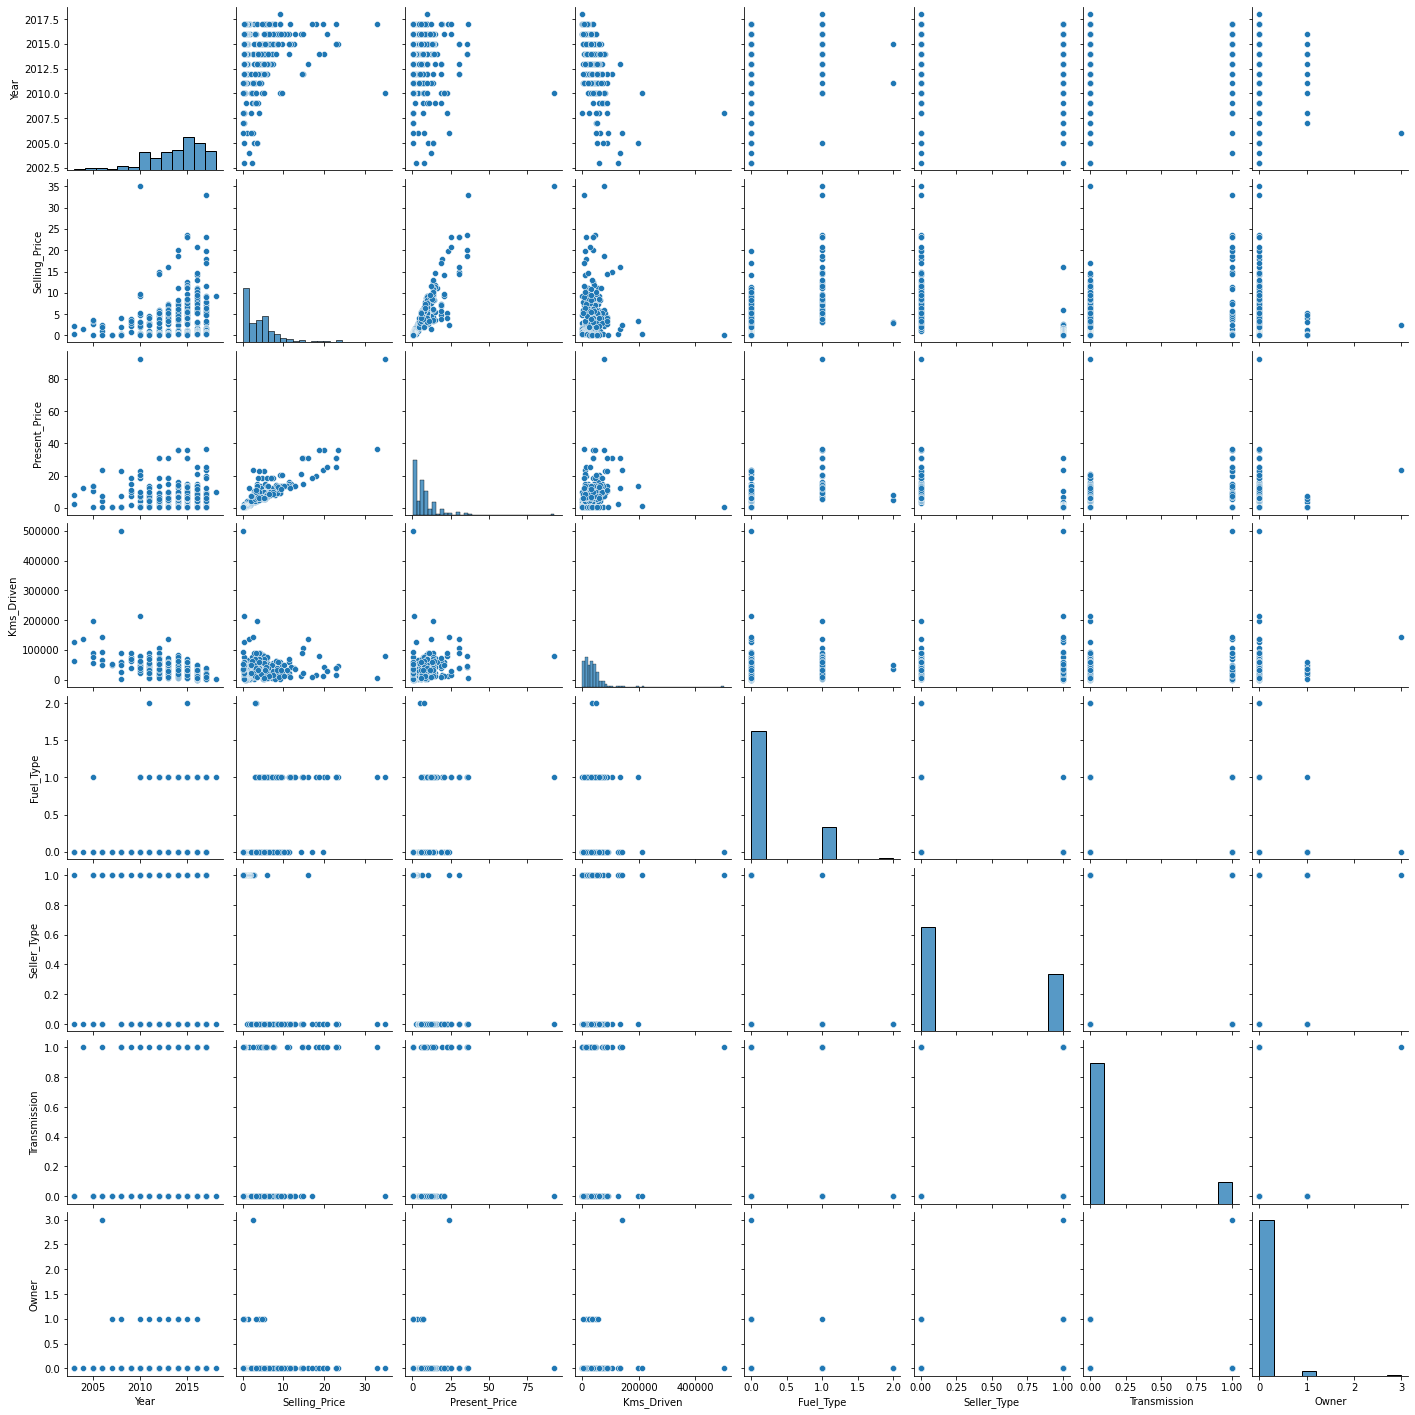 2017.5
2015.0
2012.5
2010.0
2007.5
2005.0
2002.5
Year
35
30
25
20
15
10
5
0
Selling_Price
80
60
40
20
0
Present_Price
500000
400000
300000
200000
100000
0
Kms_Driven
2.0
1.5
1.0
0.5
0.0
Fuel_Type
1.0
0.8
0.6
0.4
0.2
0.0
Seller_Type
1.0
0.8
0.6
0.4
0.2
0.0
Transmission
3.0
2.5
2.0
1.5
1.0
0.5
0.0
Owner
2005 2010 2015
Year
0 10 20 30
Selling_Price
0 25 50 75
Present_Price
0 200000 400000
Kms_Driven
0.0 0.5 1.0 1.5 2.0
Fuel_Type
0.00 0.25 0.50 0.75 1.00
Seller_Type
0.00 0.25 0.50 0.75 1.00
Transmission
0 1 2 3
Owner